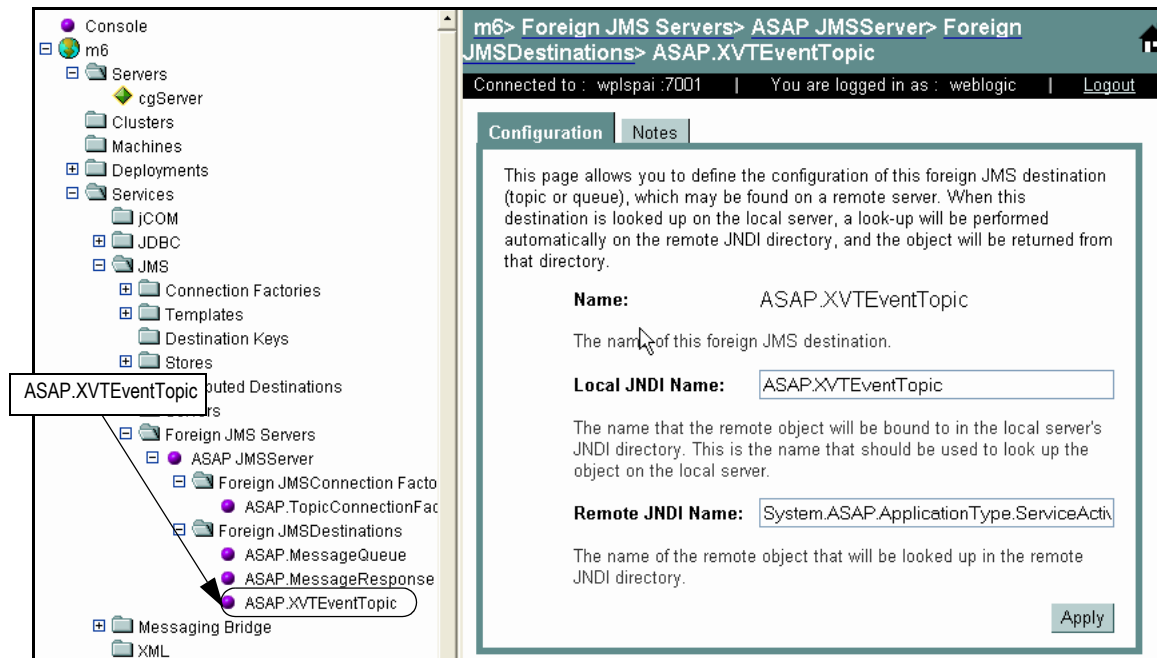 Console
m6
Servers
cgServer
Clusters
Machines
Deployments
Services
jCOM
JDBC
JMS
Connection Factories
Templates
Destination Keys
Stores
ASAP.XVTEventTopic
uted Destinations
Foreign JMS Servers
ASAP JMSServer
Foreign JMSConnection Facto
ASAP.TopicConnectionFac
Foreign JMSDestinations
ASAP.MessageQueue
ASAP.MessageResponse
ASAP.XVTEventTopic
Messaging Bridge
XML
m6> Foreign JMS Servers> ASAP JMSServer> Foreign
JMSDestinations> ASAP.XVTEventTopic
Connected to : wplspai :7001 | You are logged in as : weblogic | Logout
Configuration Notes
This page allows you to define the configuration of this foreign JMS destination
(topic or queue), which may be found on a remote server. When this
destination is looked up on the local server, a look-up will be performed
automatically on the remote JNDI directory, and the object will be returned from
that directory.
Name: ASAP.XVTEventTopic
The name of this foreign JMS destination.
Local JNDI Name: ASAP.XVTEventTopic
The name that the remote object will be bound to in the local server's
JNDI directory. This is the name that should be used to look up the
object on the local server.
Remote JNDI Name: System.ASAP.ApplicationType.ServiceActiv
The name of the remote object that will be looked up in the remote
JNDI directory.
Apply